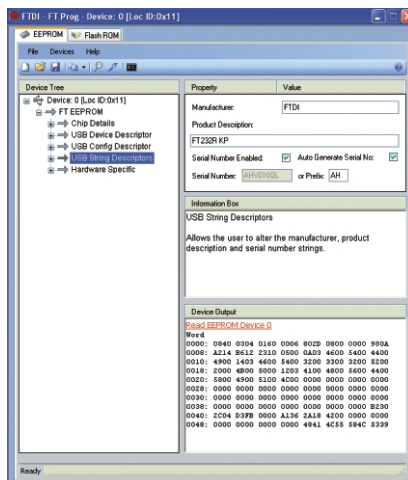 FTDI - FT Prog - Device: 0 [Loc ID:0x11]
EEPROM Flash ROM
File Devices Help
Device Tree
Device: 0 [Loc ID:0x11]
FT EEPROM
Chip Details
USB Device Descriptor
USB Config Descriptor
USB String Descriptors
Hardware Specific
Property Value
Manufacturer: FTDI
Product Description:
FT232R KP
Serial Number Enabled: Auto Generate Serial No:
Serial Number: or Prefix: AH
Information Box
USB String Descriptors
Allows the user to alter the manufacturer, product
description and serial number strings.
Device Output
Read EEPROM Device 0
Word
0000: 0840 0304 0160 0006 802D 0800 0000 980A
0008: A214 B612 2310 0500 0A03 4600 5400 4400
0010: 4900 1403 4600 5400 3200 3300 3200 5200
0018: 2000 4B00 5000 1203 4100 4800 5600 4400
0020: 5800 4900 5100 4C00 0000 0000 0000 0000
0028: 0000 0000 0000 0000 0000 0000 0000 0000
0030: 0000 0000 0000 0000 0000 0000 0000 0000
0038: 0000 0000 0000 0000 0000 0000 0000 B230
0040: 2C04 D3FB 0000 A136 2A18 4200 0000 0000
0048: 0000 0000 0000 0000 4841 4C55 584C 5339
Ready